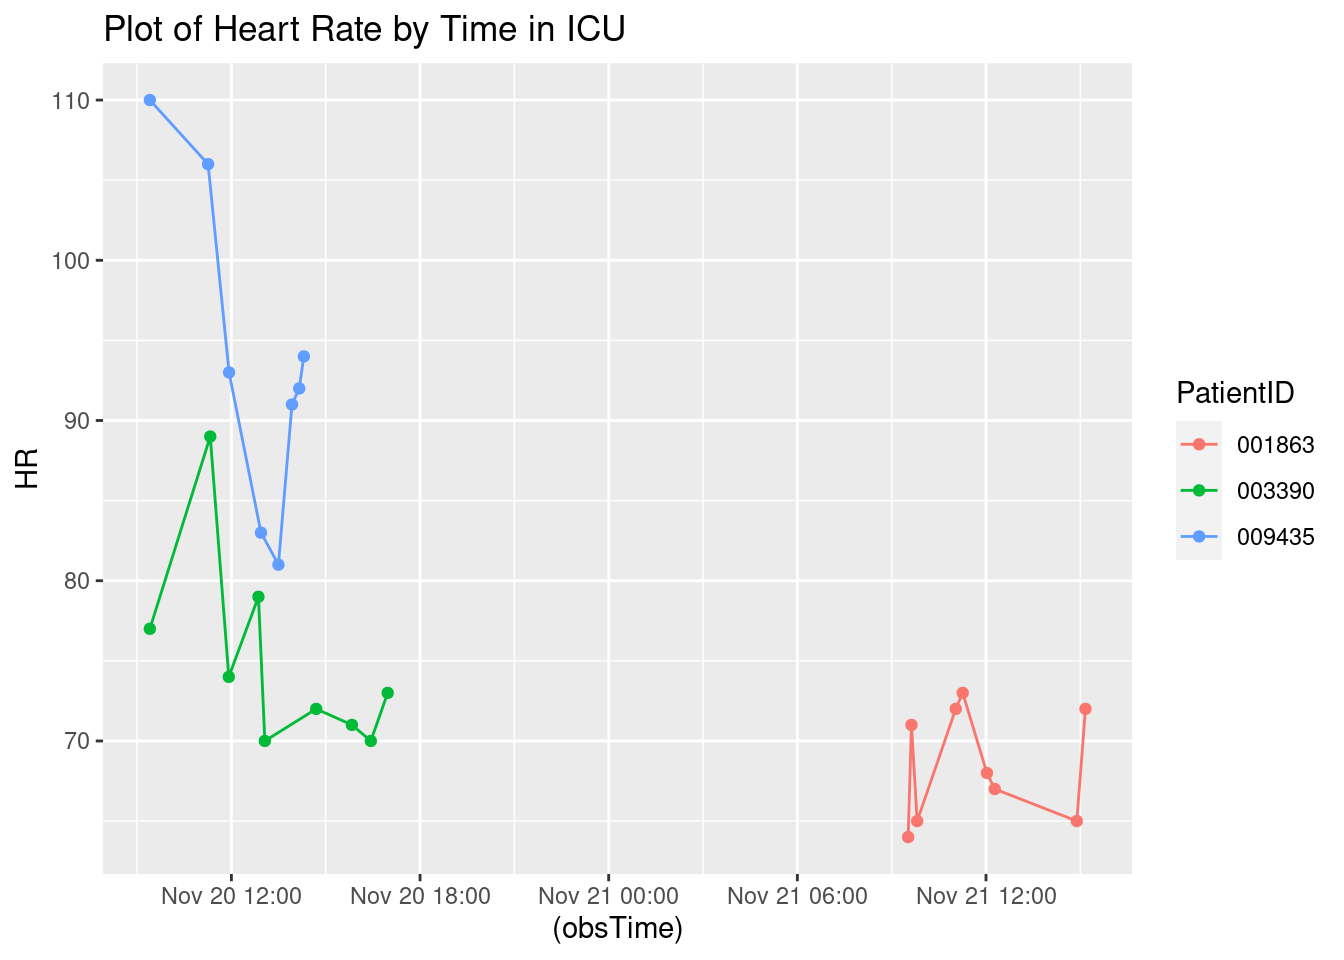 Plot of Heart Rate by Time in ICU
110
100
90
80
70
HR
Nov 20 12:00 Nov 20 18:00 Nov 21 00:00 Nov 21 06:00 Nov 21 12:00
(obsTime)
PatientID
001863
003390
009435